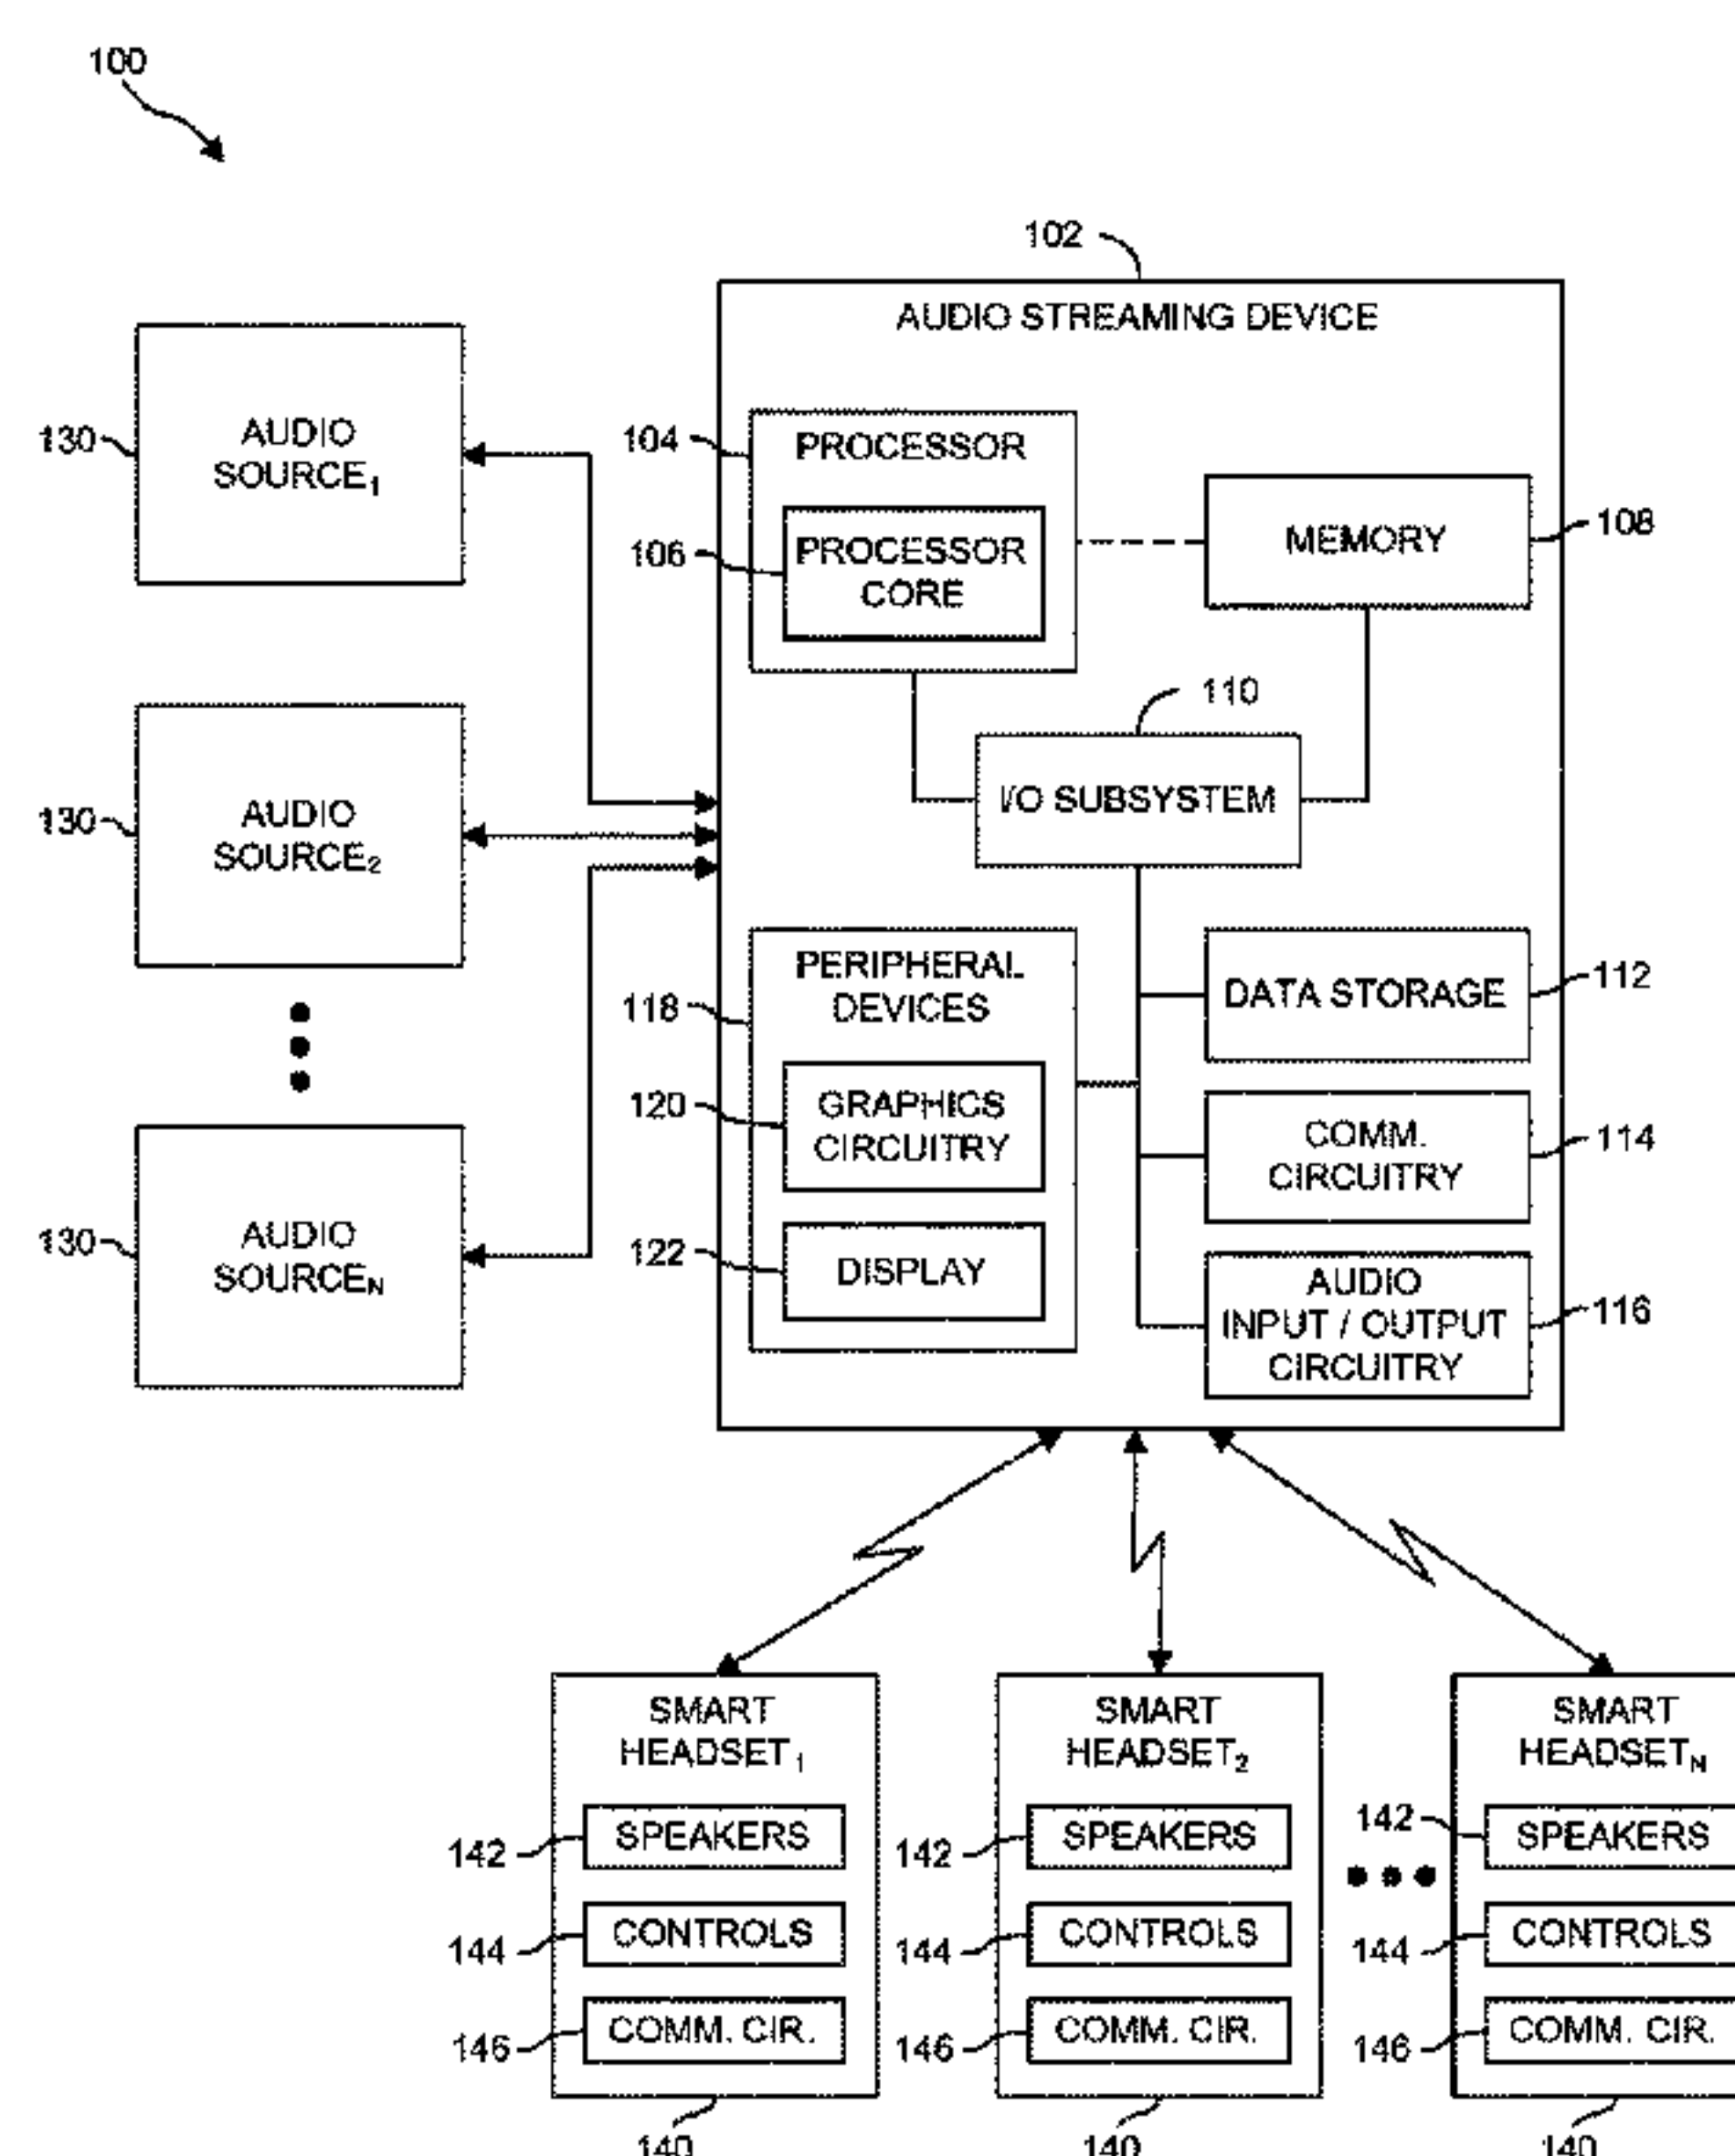 100
102
AUDIO STREAMING DEVICE
130
AUDIO
SOURCE1
104
PROCESSOR
106
PROCESSOR
CORE
MEMORY
108
110
I/O SUBSYSTEM
130
AUDIO
SOURCE2
118
PERIPHERAL
DEVICES
DATA STORAGE
112
120
GRAPHICS
CIRCUITRY
COMM.
CIRCUITRY
114
130
AUDIO
SOURCEN
122
DISPLAY
AUDIO
INPUT / OUTPUT
CIRCUITRY
116
SMART
HEADSET1
142
SPEAKERS
144
CONTROLS
146
COMM. CIR.
140
SMART
HEADSET2
142
SPEAKERS
144
CONTROLS
146
COMM. CIR.
140
SMART
HEADSETN
142
SPEAKERS
144
CONTROLS
146
COMM. CIR.
140